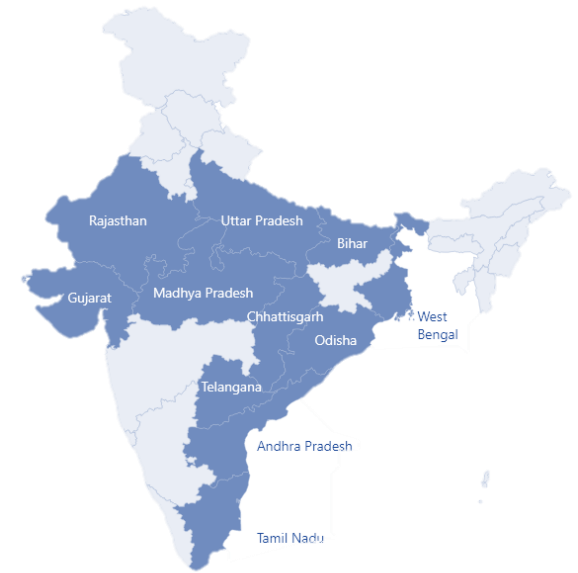 Rajasthan
Uttar Pradesh
Bihar
Gujarat
Madhya Pradesh
Chhattisgarh
West
Bengal
Odisha
Telangana
Andhra Pradesh
Tamil Nadu